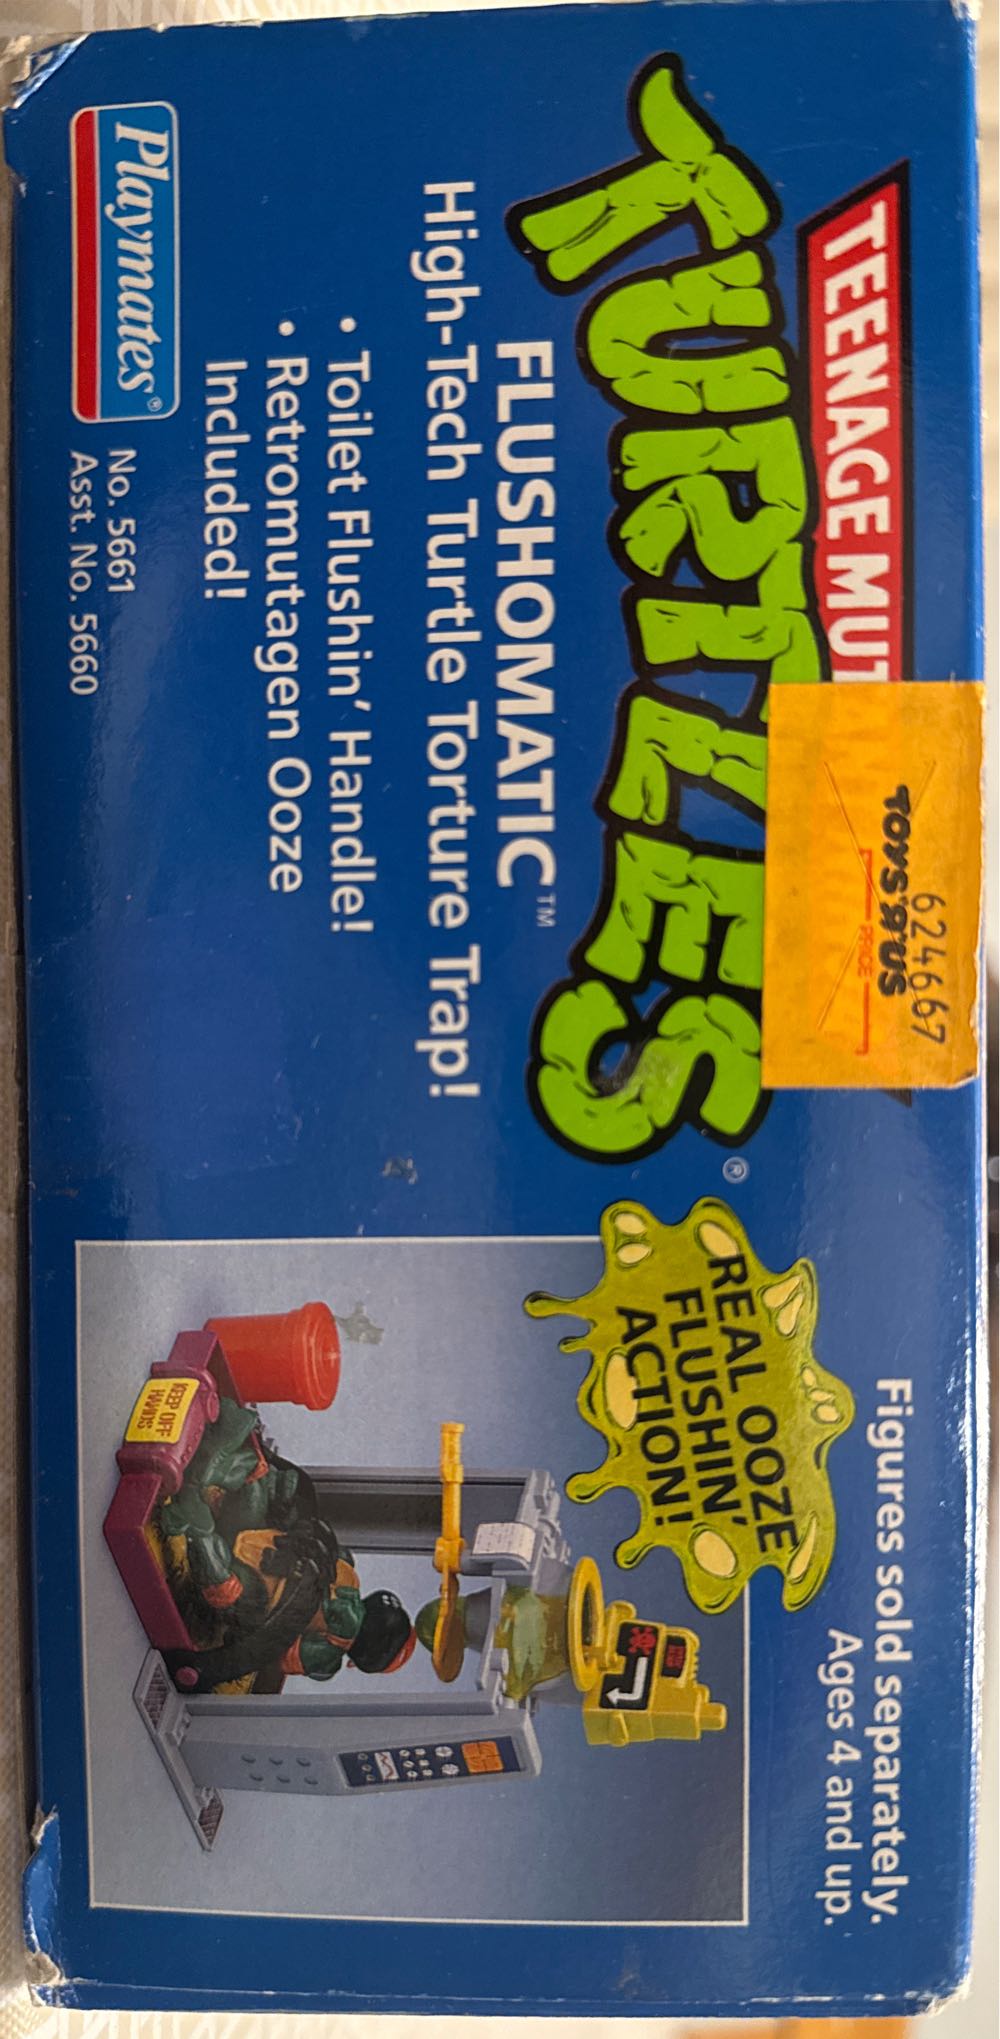 TEENAGE MUT
TURTLES®
624667
TOYS "R" US
PRICE
FLUSHOMATIC™
High-Tech Turtle Torture Trap!
• Toilet Flushin' Handle!
• Retromutagen Ooze
Included!
Playmates®
No. 5661
Asst. No. 5660
Figures sold separately.
Ages 4 and up.
REAL OOZE
FLUSHIN'
ACTION!
KEEP OFF
HANDS